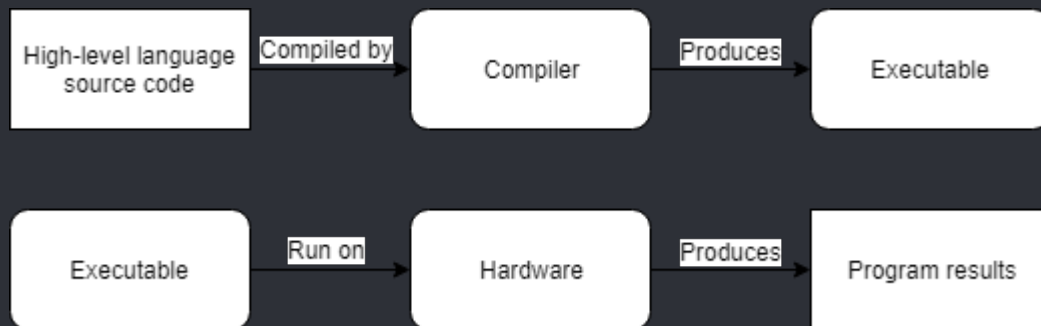 High-level language
source code
Compiled by
Compiler
Produces
Executable
Executable
Run on
Hardware
Produces
Program results